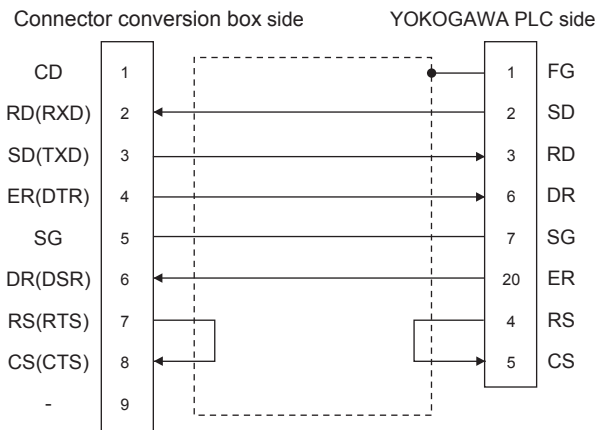 Connector conversion box side YOKOGAWA PLC side
CD 1 1 FG
RD(RXD) 2 2 SD
SD(TXD) 3 3 RD
ER(DTR) 4 6 DR
SG 5 7 SG
DR(DSR) 6 20 ER
RS(RTS) 7 4 RS
CS(CTS) 8 5 CS
- 9